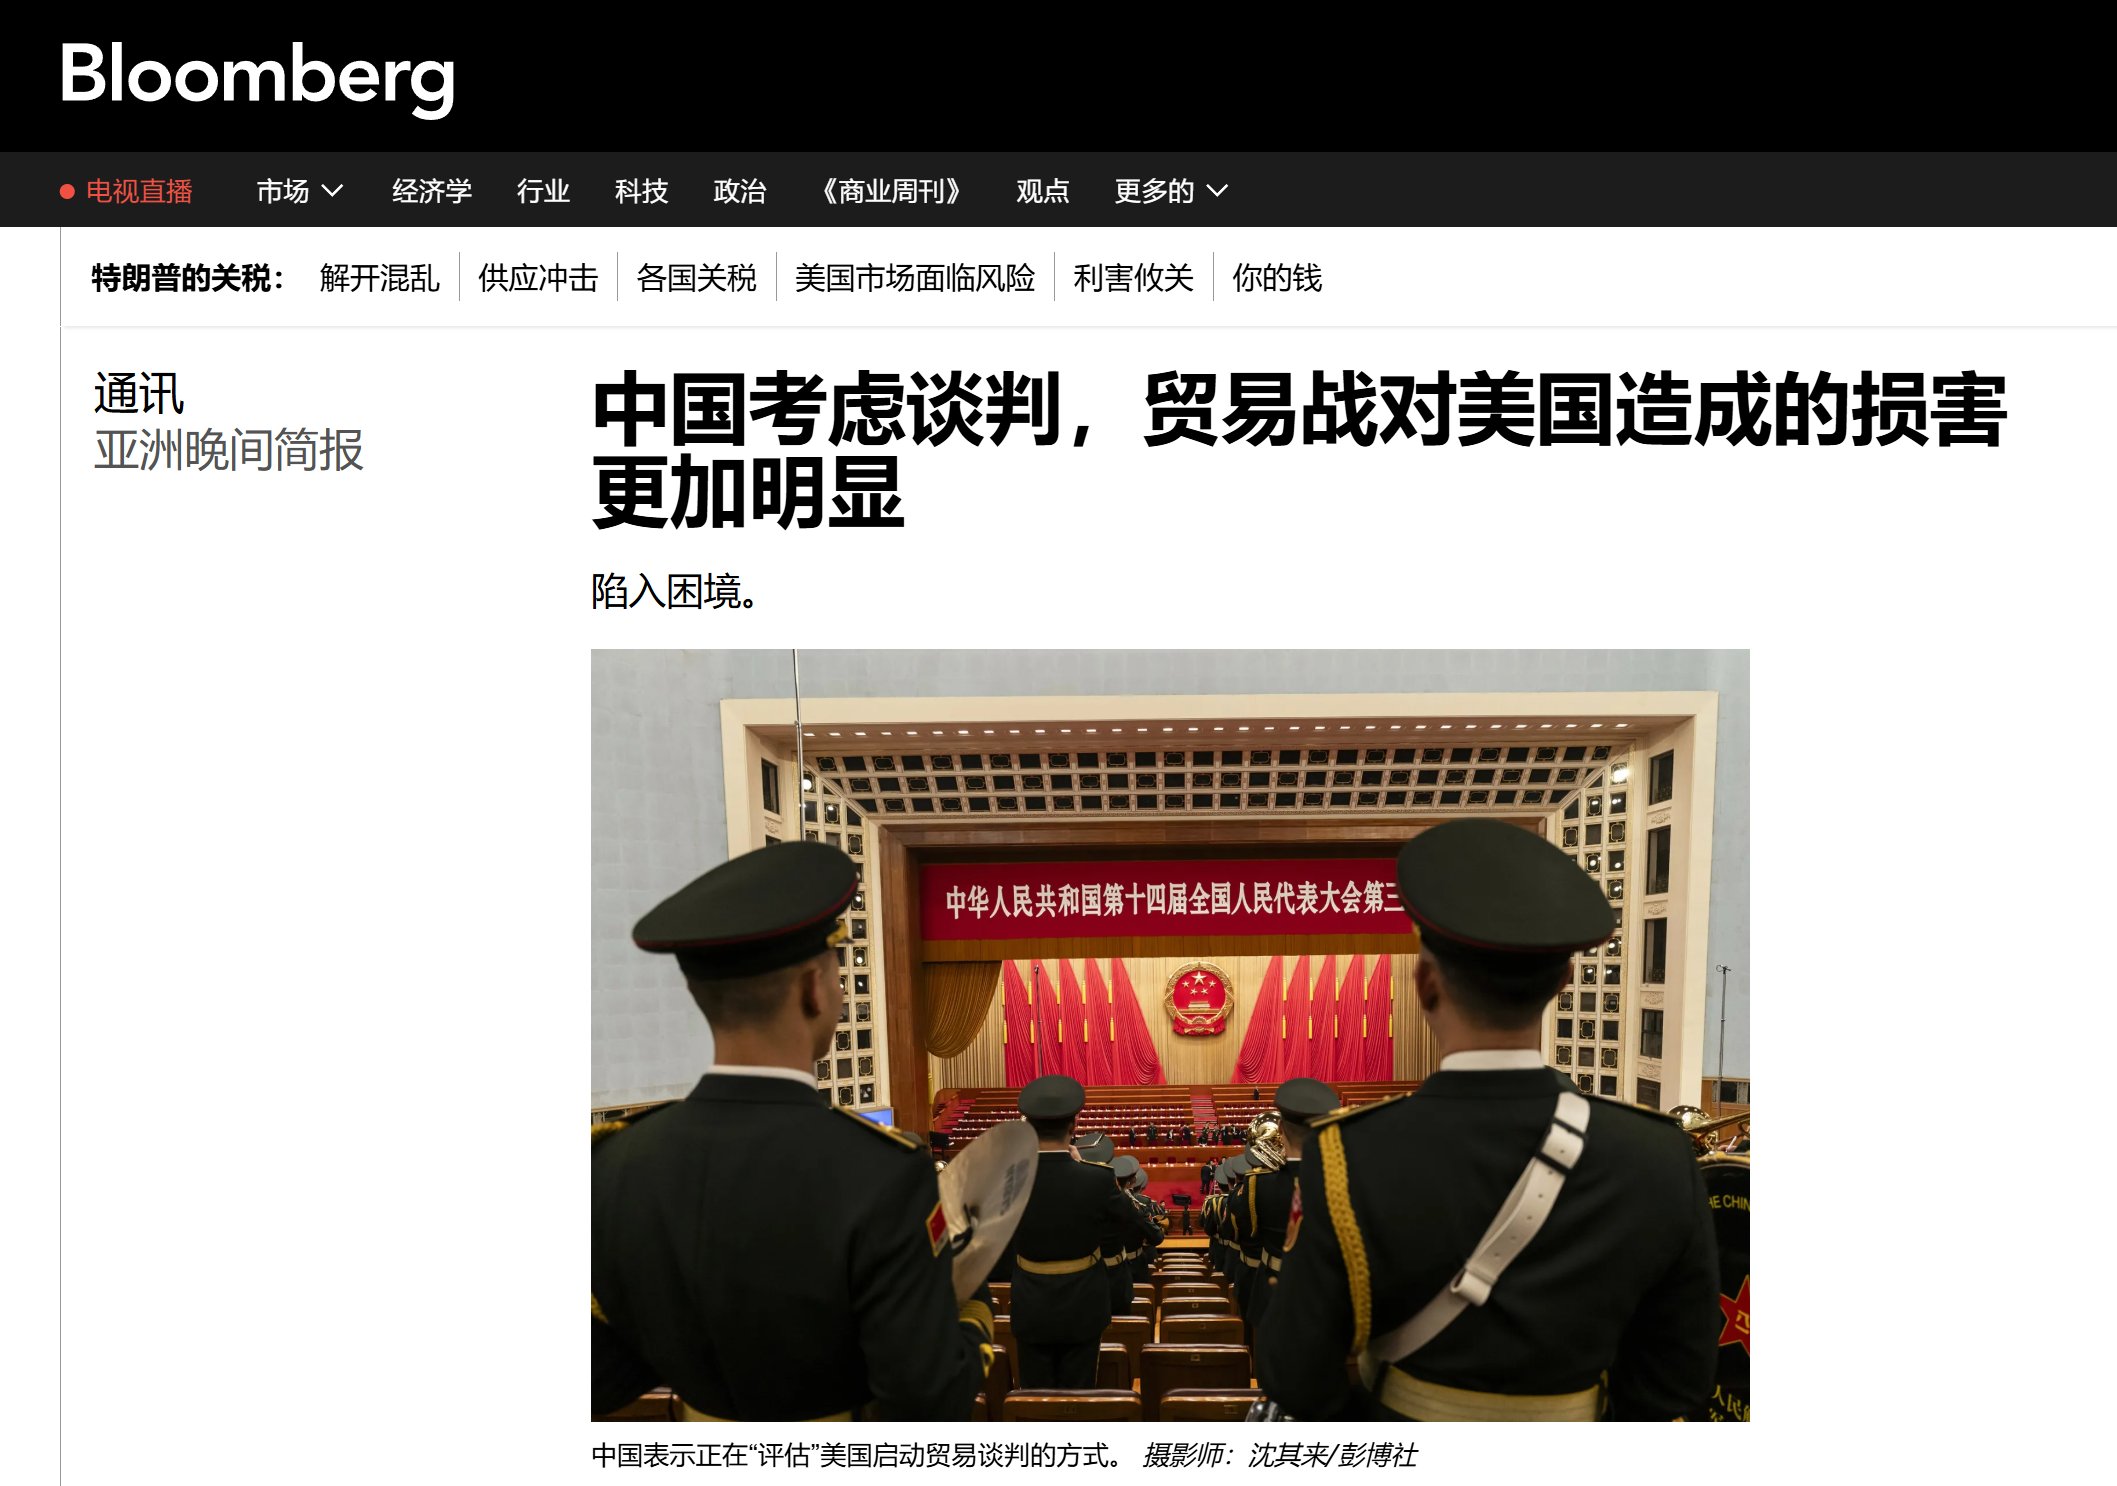 Bloomberg
电视直播 市场 经济学 行业 科技 政治 《商业周刊》 观点 更多的
特朗普的关税： 解开混乱 供应冲击 各国关税 美国市场面临风险 利害攸关 你的钱
通讯
亚洲晚间简报
中国考虑谈判，贸易战对美国造成的损害
更加明显
陷入困境。
中华人民共和国第十四届全国人民代表大会第三
HE CHIN
人民
中国表示正在“评估”美国启动贸易谈判的方式。 摄影师：沈其来/彭博社